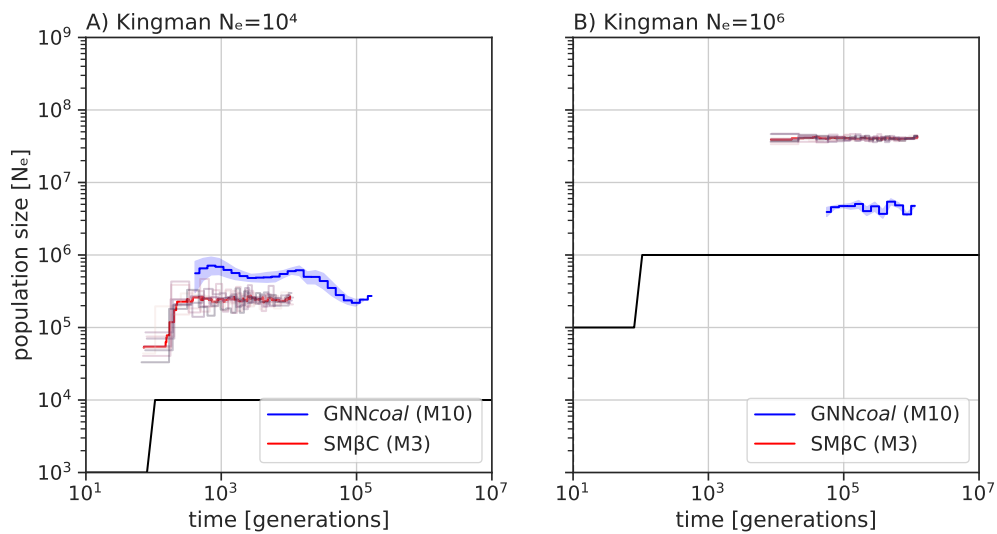 A) Kingman Nₑ=10⁴
B) Kingman Nₑ=10⁶
population size [Nₑ]
10⁹
10⁸
10⁷
10⁶
10⁵
10⁴
10³
GNNcoal (M10)
SMβC (M3)
GNNcoal (M10)
SMβC (M3)
10¹ 10³ 10⁵ 10⁷
10¹ 10³ 10⁵ 10⁷
time [generations]
time [generations]